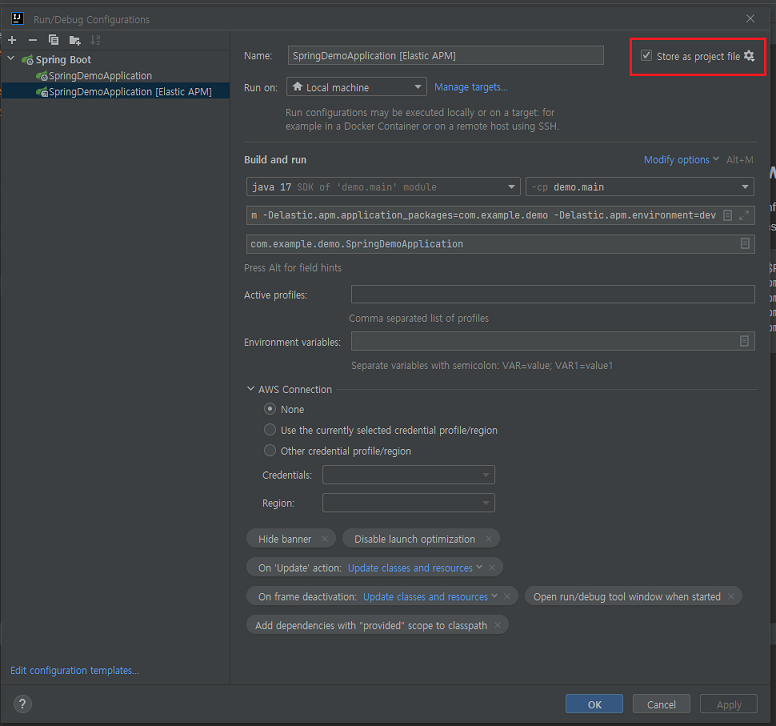 Run/Debug Configurations
Spring Boot
SpringDemoApplication
SpringDemoApplication [Elastic APM]
Edit configuration templates...
Name: SpringDemoApplication [Elastic APM] Store as project file
Run on: Local machine Manage targets...
Run configurations may be executed locally or on a target: for
example in a Docker Container or on a remote host using SSH.
Build and run Modify options Alt+M
java 17 SDK of 'demo.main' module -cp demo.main
m -Delastic.apm.application_packages=com.example.demo -Delastic.apm.environment=dev
com.example.demo.SpringDemoApplication
Press Alt for field hints
Active profiles:
Comma separated list of profiles
Environment variables:
Separate variables with semicolon: VAR=value; VAR1=value1
AWS Connection
None
Use the currently selected credential profile/region
Other credential profile/region
Credentials:
Region:
Hide banner × Disable launch optimization ×
On 'Update' action: Update classes and resources ×
On frame deactivation: Update classes and resources × Open run/debug tool window when started ×
Add dependencies with "provided" scope to classpath ×
? OK Cancel Apply